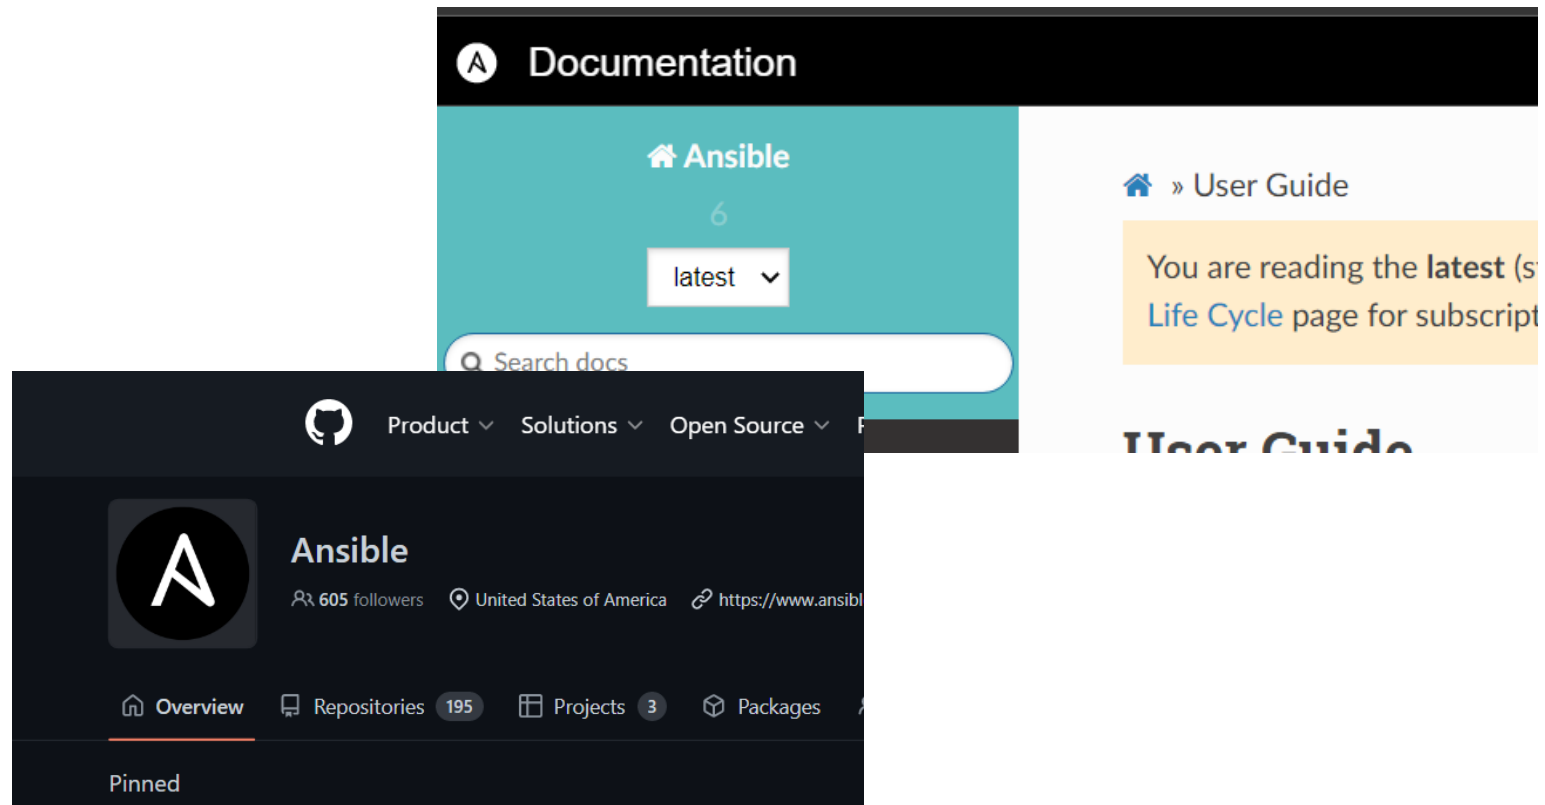 Documentation
Ansible
6
latest
Search docs
» User Guide
You are reading the latest
Life Cycle page for
User Guide
Product
Solutions
Open Source
Ansible
605 followers
United States of America
https://www.ansibl
Overview
Repositories 195
Projects 3
Packages
Pinned